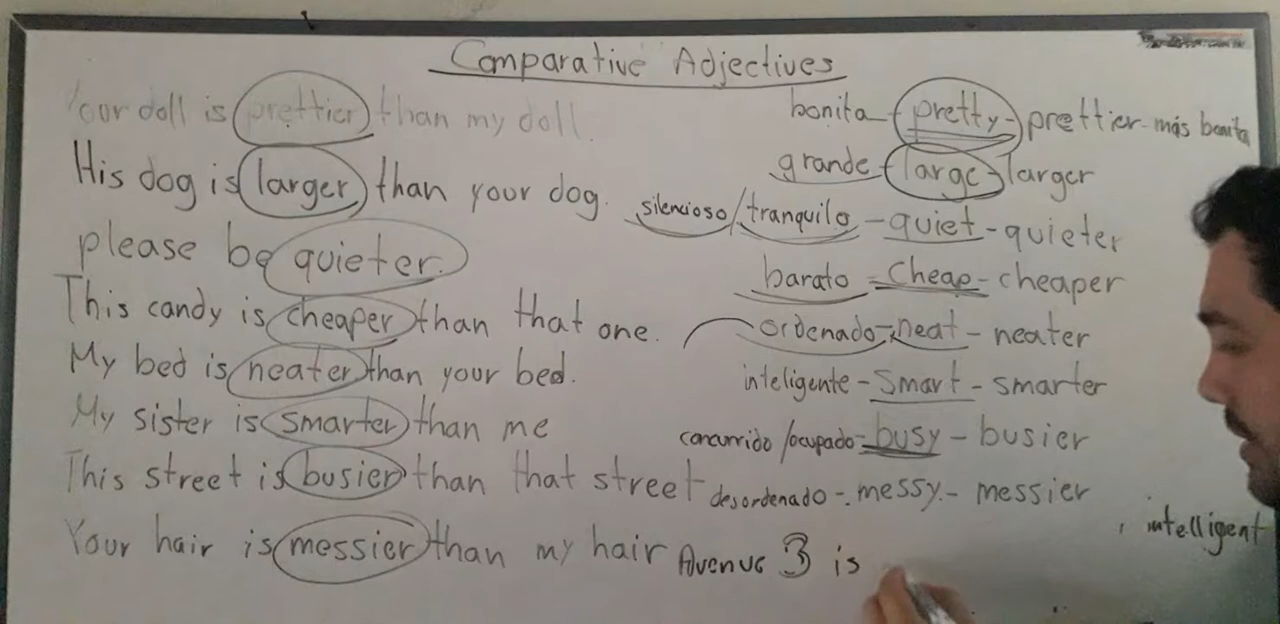 Comparative Adjectives
Your doll is prettier than my doll.
His dog is larger than your dog.
please be quieter.
This candy is cheaper than that one.
My bed is neater than your bed.
My sister is smarter than me
This street is busier than that street
Your hair is messier than my hair
bonita - pretty - prettier - más bonita
grande - large - larger
silencioso/tranquilo - quiet - quieter
barato - cheap - cheaper
ordenado - neat - neater
inteligente - smart - smarter
concurrido/ocupado - busy - busier
desordenado - messy - messier
intelligent
Avenue 3 is